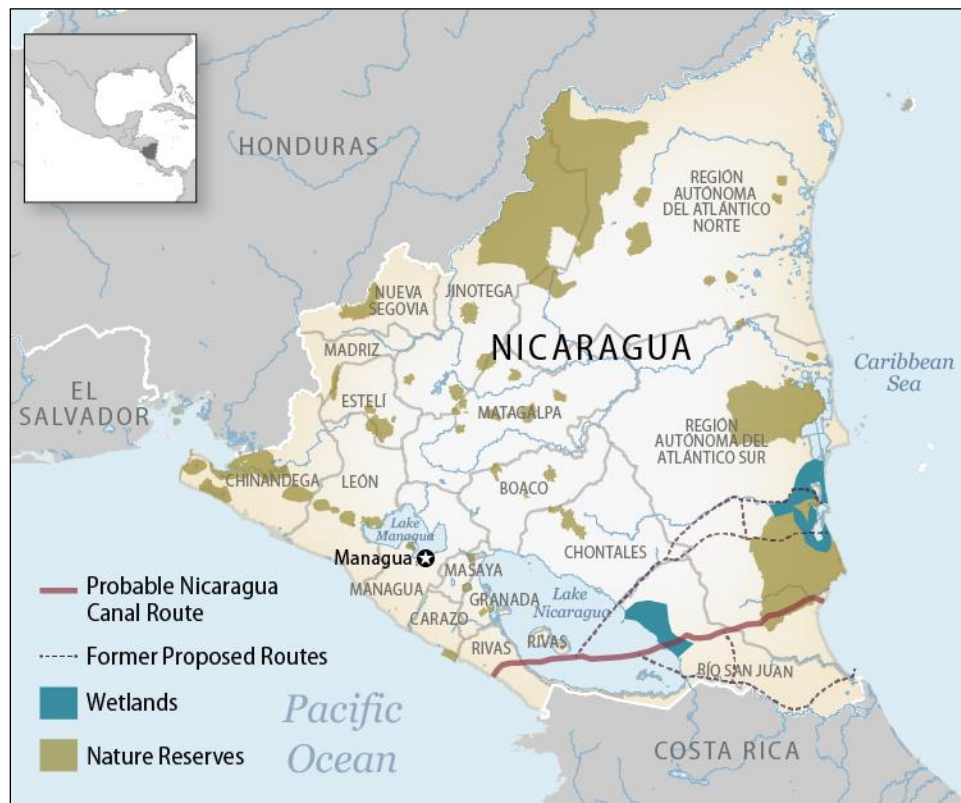 HONDURAS
REGIÓN
AUTÓNOMA
DEL ATLÁNTICO
NORTE
NUEVA
SEGOVIA
JINOTEGA
NICARAGUA
MADRIZ
Caribbean
Sea
EL
SALVADOR
ESTELÍ
MATAGALPA
REGIÓN
AUTÓNOMA DEL
ATLÁNTICO SUR
CHINANDEGA
LEÓN
BOACO
Lake
Managua
Managua
CHONTALES
MASAYA
MANAGUA
GRANADA
Lake
Nicaragua
CARAZO
RIVAS
RIVAS
RÍO SAN JUAN
Probable Nicaragua
Canal Route
Former Proposed Routes
Wetlands
Nature Reserves
Pacific
Ocean
COSTA RICA